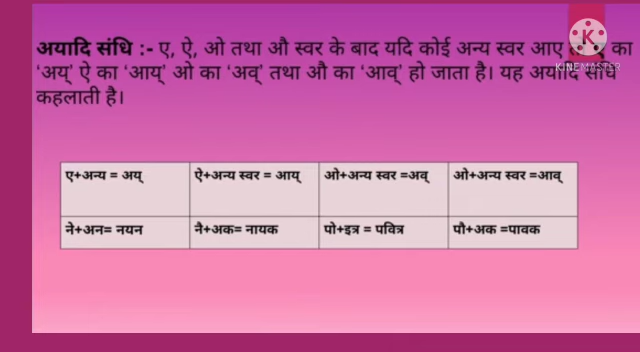 अयादि संधि :- ए, ऐ, ओ तथा औ स्वर के बाद यदि कोई अन्य स्वर आए का
‘अय्’ ऐ का ‘आय्’ ओ का ‘अव्’ तथा औ का ‘आव्’ हो जाता है। यह अयादि संधि
कहलाती है।
K
KINEMASTER
ए+अन्य = अय् ऐ+अन्य स्वर = आय् ओ+अन्य स्वर =अव् ओ+अन्य स्वर =आव्
ने+अन= नयन नै+अक= नायक पो+इत्र = पवित्र पौ+अक =पावक